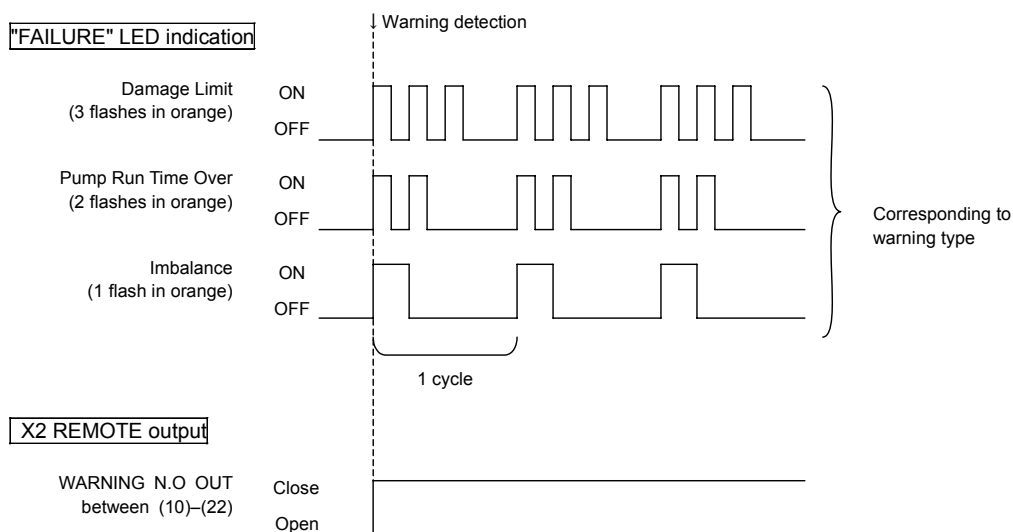 ↓ Warning detection
"FAILURE" LED indication
Damage Limit
(3 flashes in orange)
ON
OFF
Pump Run Time Over
(2 flashes in orange)
ON
OFF
Imbalance
(1 flash in orange)
ON
OFF
Corresponding to
warning type
1 cycle
X2 REMOTE output
WARNING N.O OUT
between (10)–(22)
Close
Open